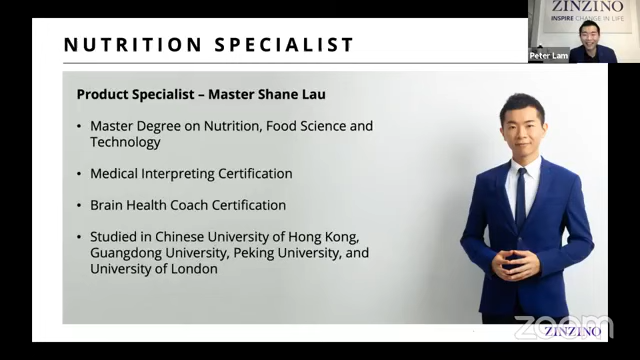 NUTRITION SPECIALIST
Product Specialist – Master Shane Lau
• Master Degree on Nutrition, Food Science and
Technology
• Medical Interpreting Certification
• Brain Health Coach Certification
• Studied in Chinese University of Hong Kong,
Guangdong University, Peking University, and
University of London
ZINZINO
INSPIRE CHANGE IN LIFE
Peter Lam
zoom
ZINZINO